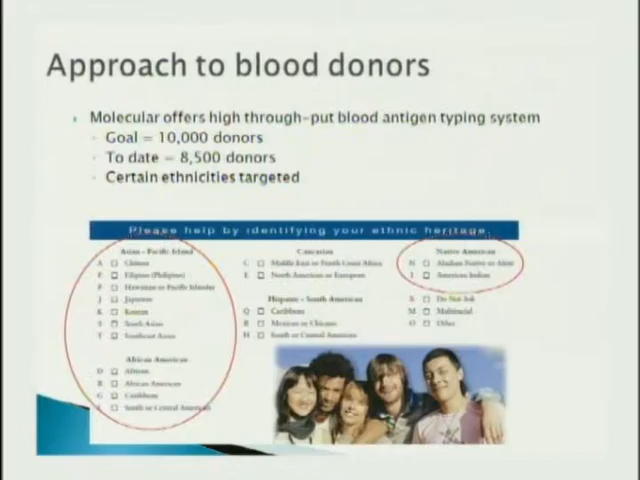 Approach to blood donors
Molecular offers high through-put blood antigen typing system
Goal = 10,000 donors
To date = 8,500 donors
Certain ethnicities targeted
Please help by identifying your ethnic heritage.
Asian - Pacific Island
A Chinese
F Filipino (Philipino)
P Hawaiian or Pacific Islander
J Japanese
K Korean
S South Asian
T Southeast Asian
African American
D African
B African American
G Caribbean
South or Central American
Caucasian
C Middle East or North Coast Africa
E North American or European
Hispanic - South American
Q Caribbean
R Mexican or Chicano
H South or Central American
Native American
N Alaskan Native or Aleut
I American Indian
X Do Not Ask
M Multiracial
O Other